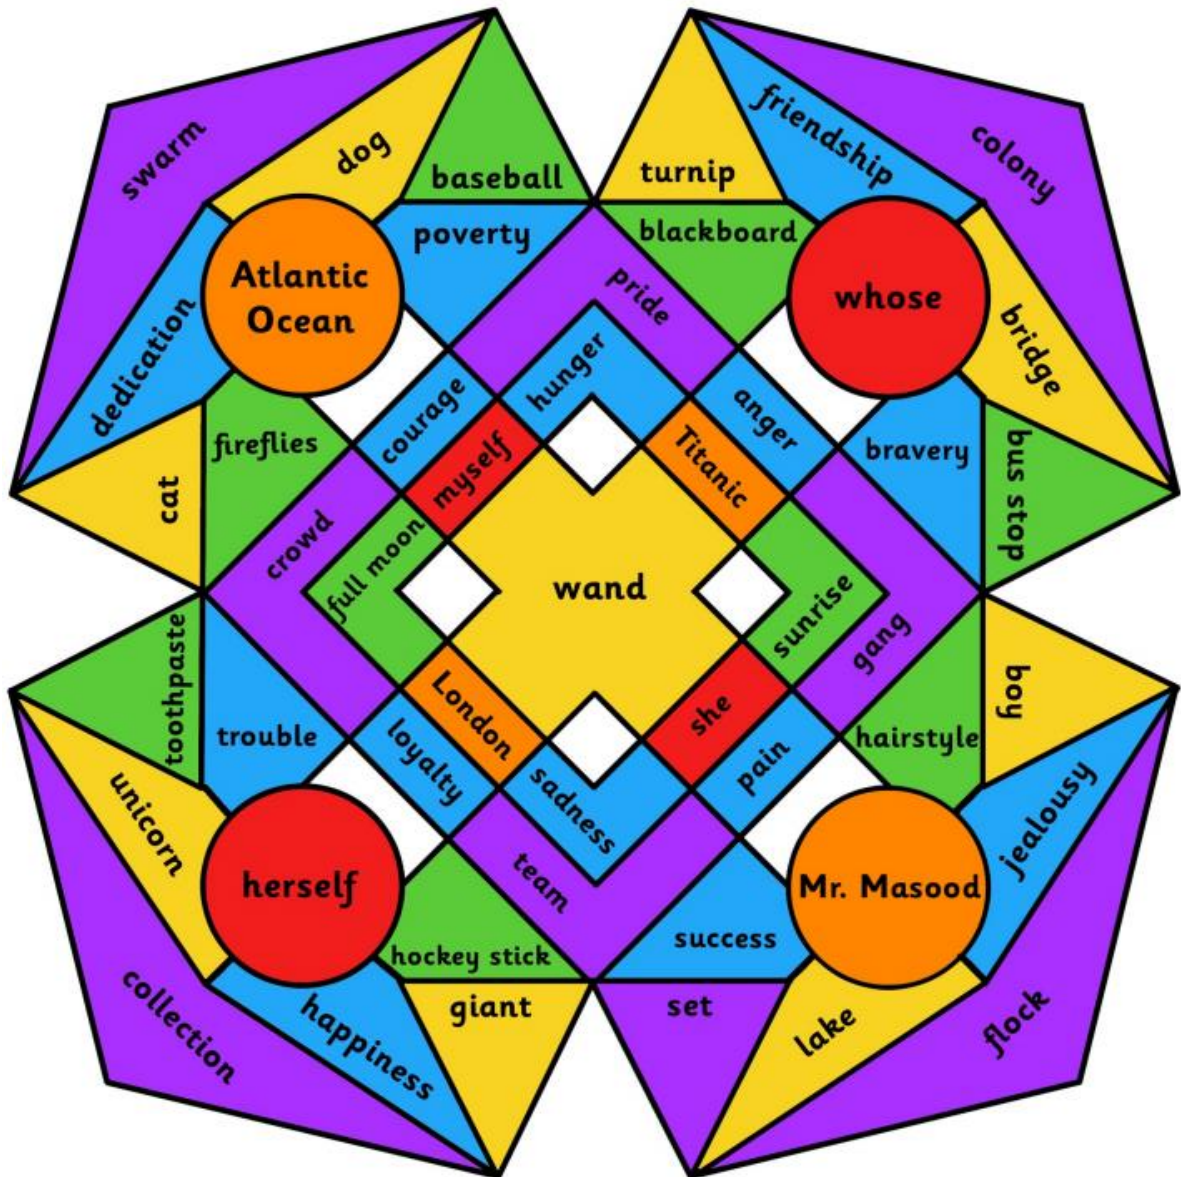 swarm
dog
baseball
turnip
friendship
colony
poverty
blackboard
Atlantic
Ocean
whose
pride
dedication
bridge
hunger
courage
anger
myself
Titanic
fireflies
bravery
cat
bus stop
crowd
full moon
wand
sunrise
gang
toothpaste
boy
trouble
London
she
hairstyle
loyalty
sadness
pain
unicorn
jealousy
herself
team
Mr. Masood
hockey stick
success
collection
happiness
giant
set
lake
flock